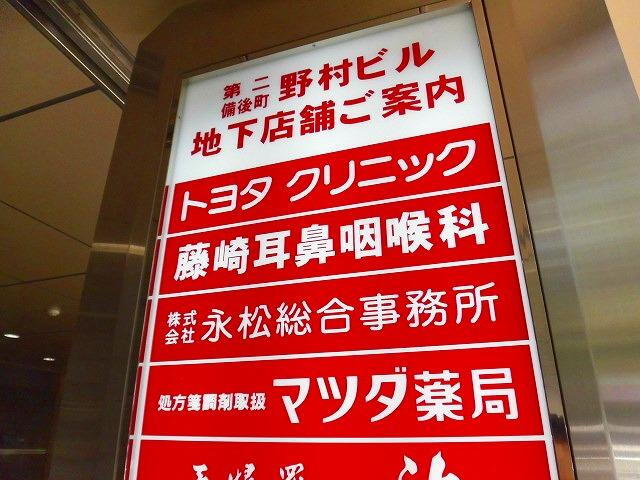 第二
備後町 野村ビル
地下店舗ご案内
トヨタ クリニック
藤崎耳鼻咽喉科
株式会社 永松総合事務所
処方箋調剤取扱 マツダ薬局